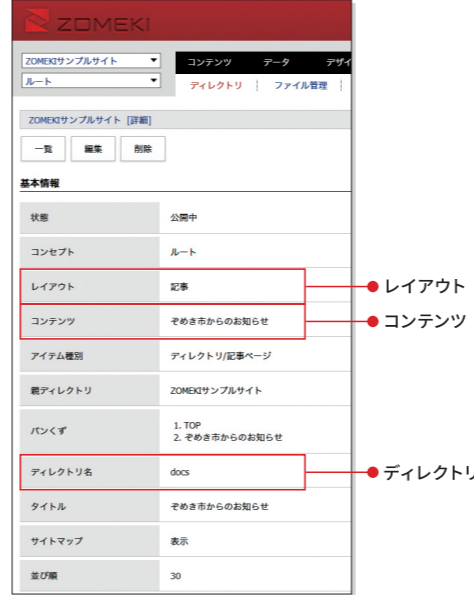 ZOMEKI
ZOMEKIサンプルサイト
コンテンツ データ デザイ
ルート
ディレクトリ ファイル管理
ZOMEKIサンプルサイト [詳細]
一覧 編集 削除
基本情報
状態 公開中
コンセプト ルート
レイアウト 記事
レイアウト
コンテンツ ぞめき市からのお知らせ
コンテンツ
アイテム種別 ディレクトリ/記事ページ
親ディレクトリ ZOMEKIサンプルサイト
パンくず 1. TOP
2. ぞめき市からのお知らせ
ディレクトリ名 docs
ディレクトリ
タイトル ぞめき市からのお知らせ
サイトマップ 表示
並び順 30